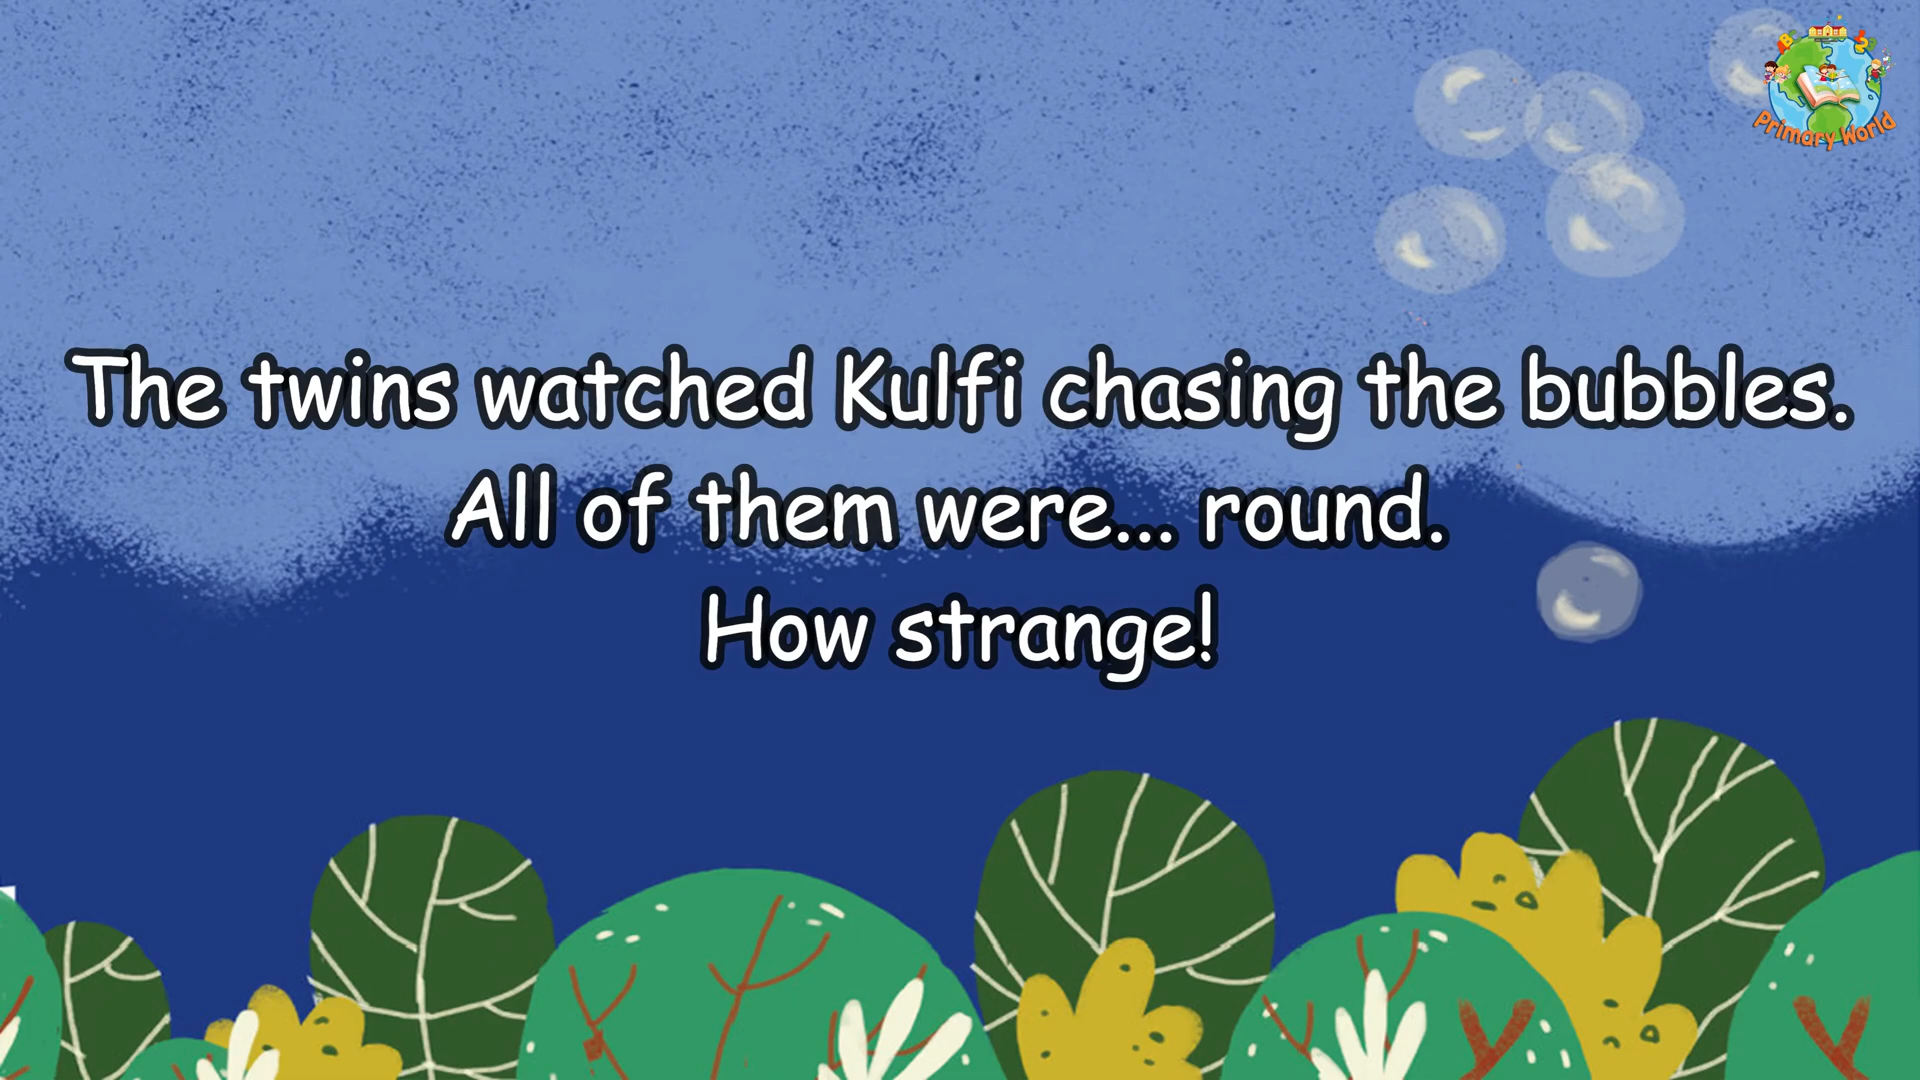 Primary World
The twins watched Kulfi chasing the bubbles.
All of them were... round.
How strange!